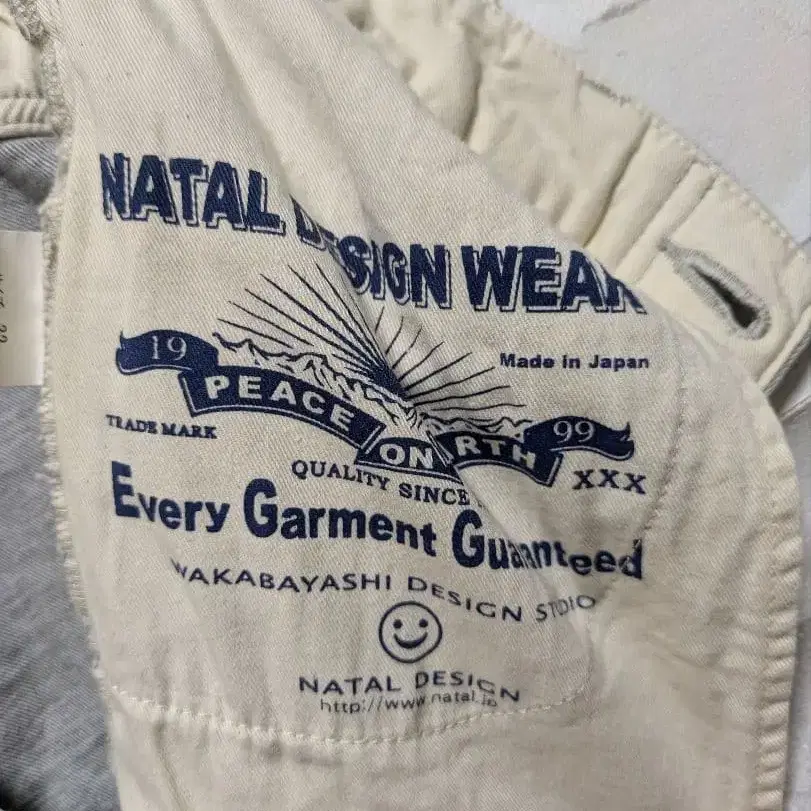 NATAL DESIGN WEAR
19
Made in Japan
PEACE ON RTH
99
TRADE MARK
XXX
QUALITY SINCE
Every Garment Guaranteed
WAKABAYASHI DESIGN STUDIO
NATAL DESIGN
http://www.natal.jp